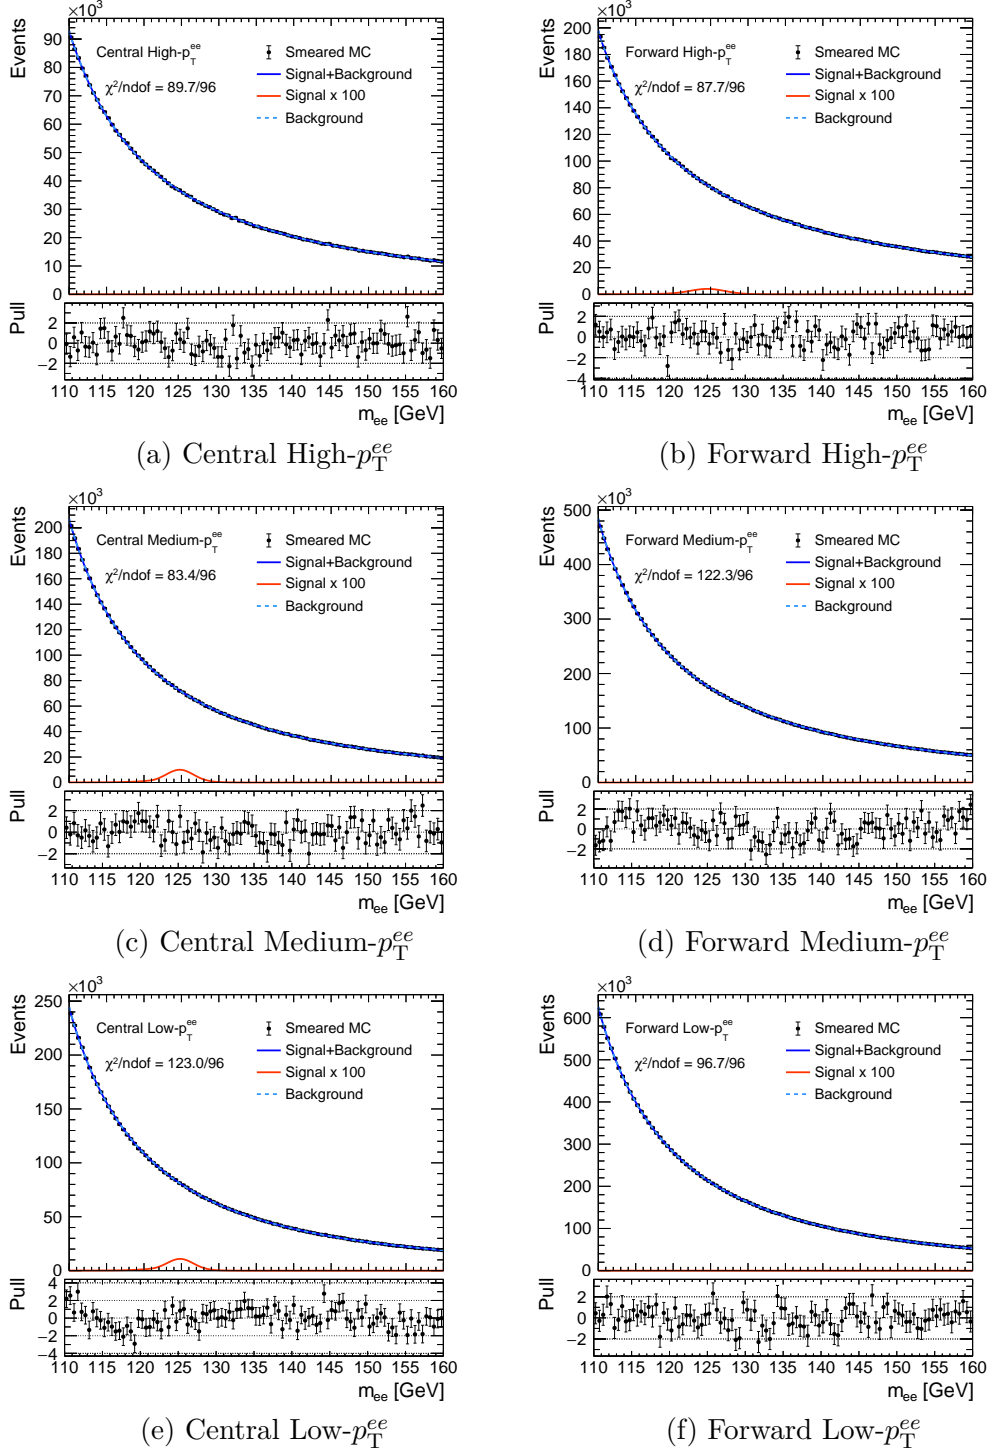 ×10³
Events
90
80
70
60
50
40
30
20
10
0
Central High-p_T^ee
χ²/ndof = 89.7/96
Smeared MC
Signal+Background
Signal x 100
Background
Pull
2
0
−2
110 115 120 125 130 135 140 145 150 155 160
m_ee [GeV]
(a) Central High-p_T^ee
×10³
Events
200
180
160
140
120
100
80
60
40
20
0
Forward High-p_T^ee
χ²/ndof = 87.7/96
Smeared MC
Signal+Background
Signal x 100
Background
Pull
2
0
−2
−4
110 115 120 125 130 135 140 145 150 155 160
m_ee [GeV]
(b) Forward High-p_T^ee
×10³
Events
200
180
160
140
120
100
80
60
40
20
0
Central Medium-p_T^ee
χ²/ndof = 83.4/96
Smeared MC
Signal+Background
Signal x 100
Background
Pull
2
0
−2
110 115 120 125 130 135 140 145 150 155 160
m_ee [GeV]
(c) Central Medium-p_T^ee
×10³
Events
500
400
300
200
100
0
Forward Medium-p_T^ee
χ²/ndof = 122.3/96
Smeared MC
Signal+Background
Signal x 100
Background
Pull
2
0
−2
110 115 120 125 130 135 140 145 150 155 160
m_ee [GeV]
(d) Forward Medium-p_T^ee
×10³
Events
250
200
150
100
50
0
Central Low-p_T^ee
χ²/ndof = 123.0/96
Smeared MC
Signal+Background
Signal x 100
Background
Pull
4
2
0
−2
−4
110 115 120 125 130 135 140 145 150 155 160
m_ee [GeV]
(e) Central Low-p_T^ee
×10³
Events
600
500
400
300
200
100
0
Forward Low-p_T^ee
χ²/ndof = 96.7/96
Smeared MC
Signal+Background
Signal x 100
Background
Pull
2
0
−2
110 115 120 125 130 135 140 145 150 155 160
m_ee [GeV]
(f) Forward Low-p_T^ee